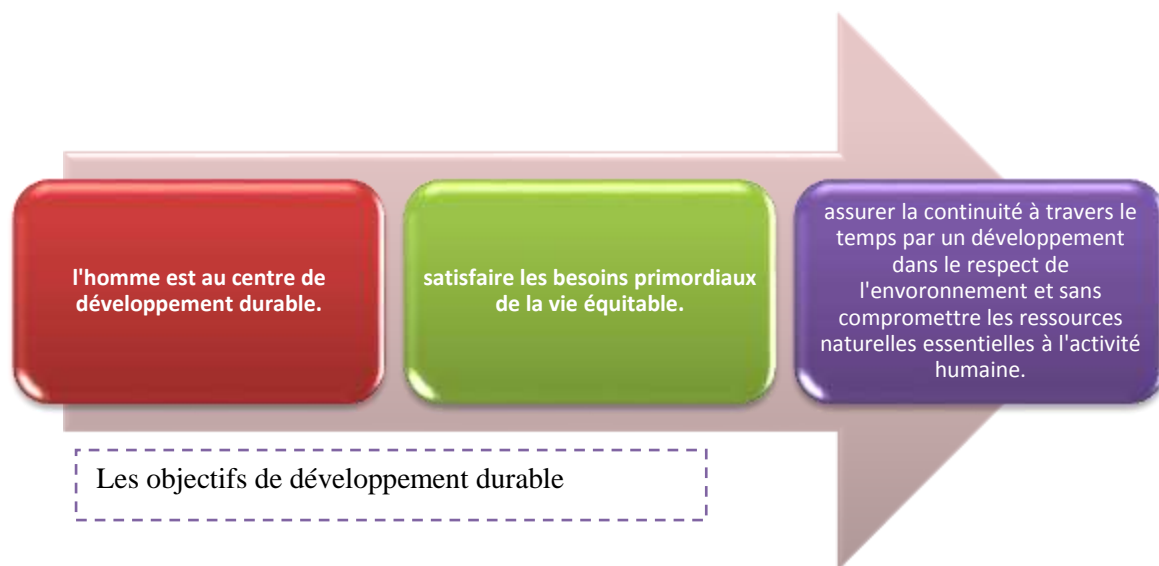 l'homme est au centre de
développement durable.
satisfaire les besoins primordiaux
de la vie équitable.
assurer la continuité à travers le
temps par un développement
dans le respect de
l'envoronnement et sans
compromettre les ressources
naturelles essentielles à l'activité
humaine.
Les objectifs de développement durable